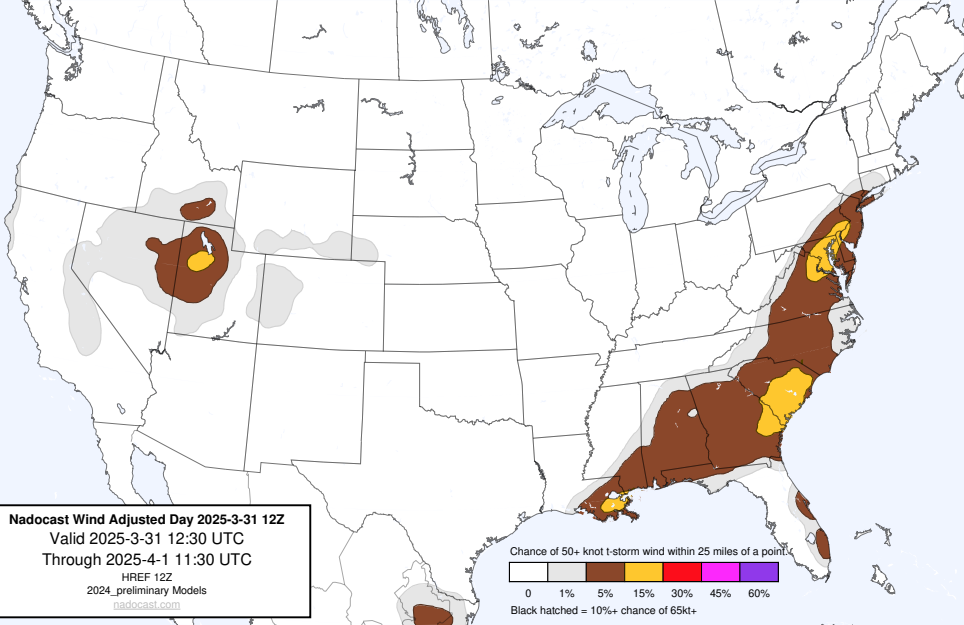 Nadocast Wind Adjusted Day 2025-3-31 12Z
Valid 2025-3-31 12:30 UTC
Through 2025-4-1 11:30 UTC
HREF 12Z
2024_preliminary Models
nadocast.com
Chance of 50+ knot t-storm wind within 25 miles of a point.
0 1% 5% 15% 30% 45% 60%
Black hatched = 10%+ chance of 65kt+